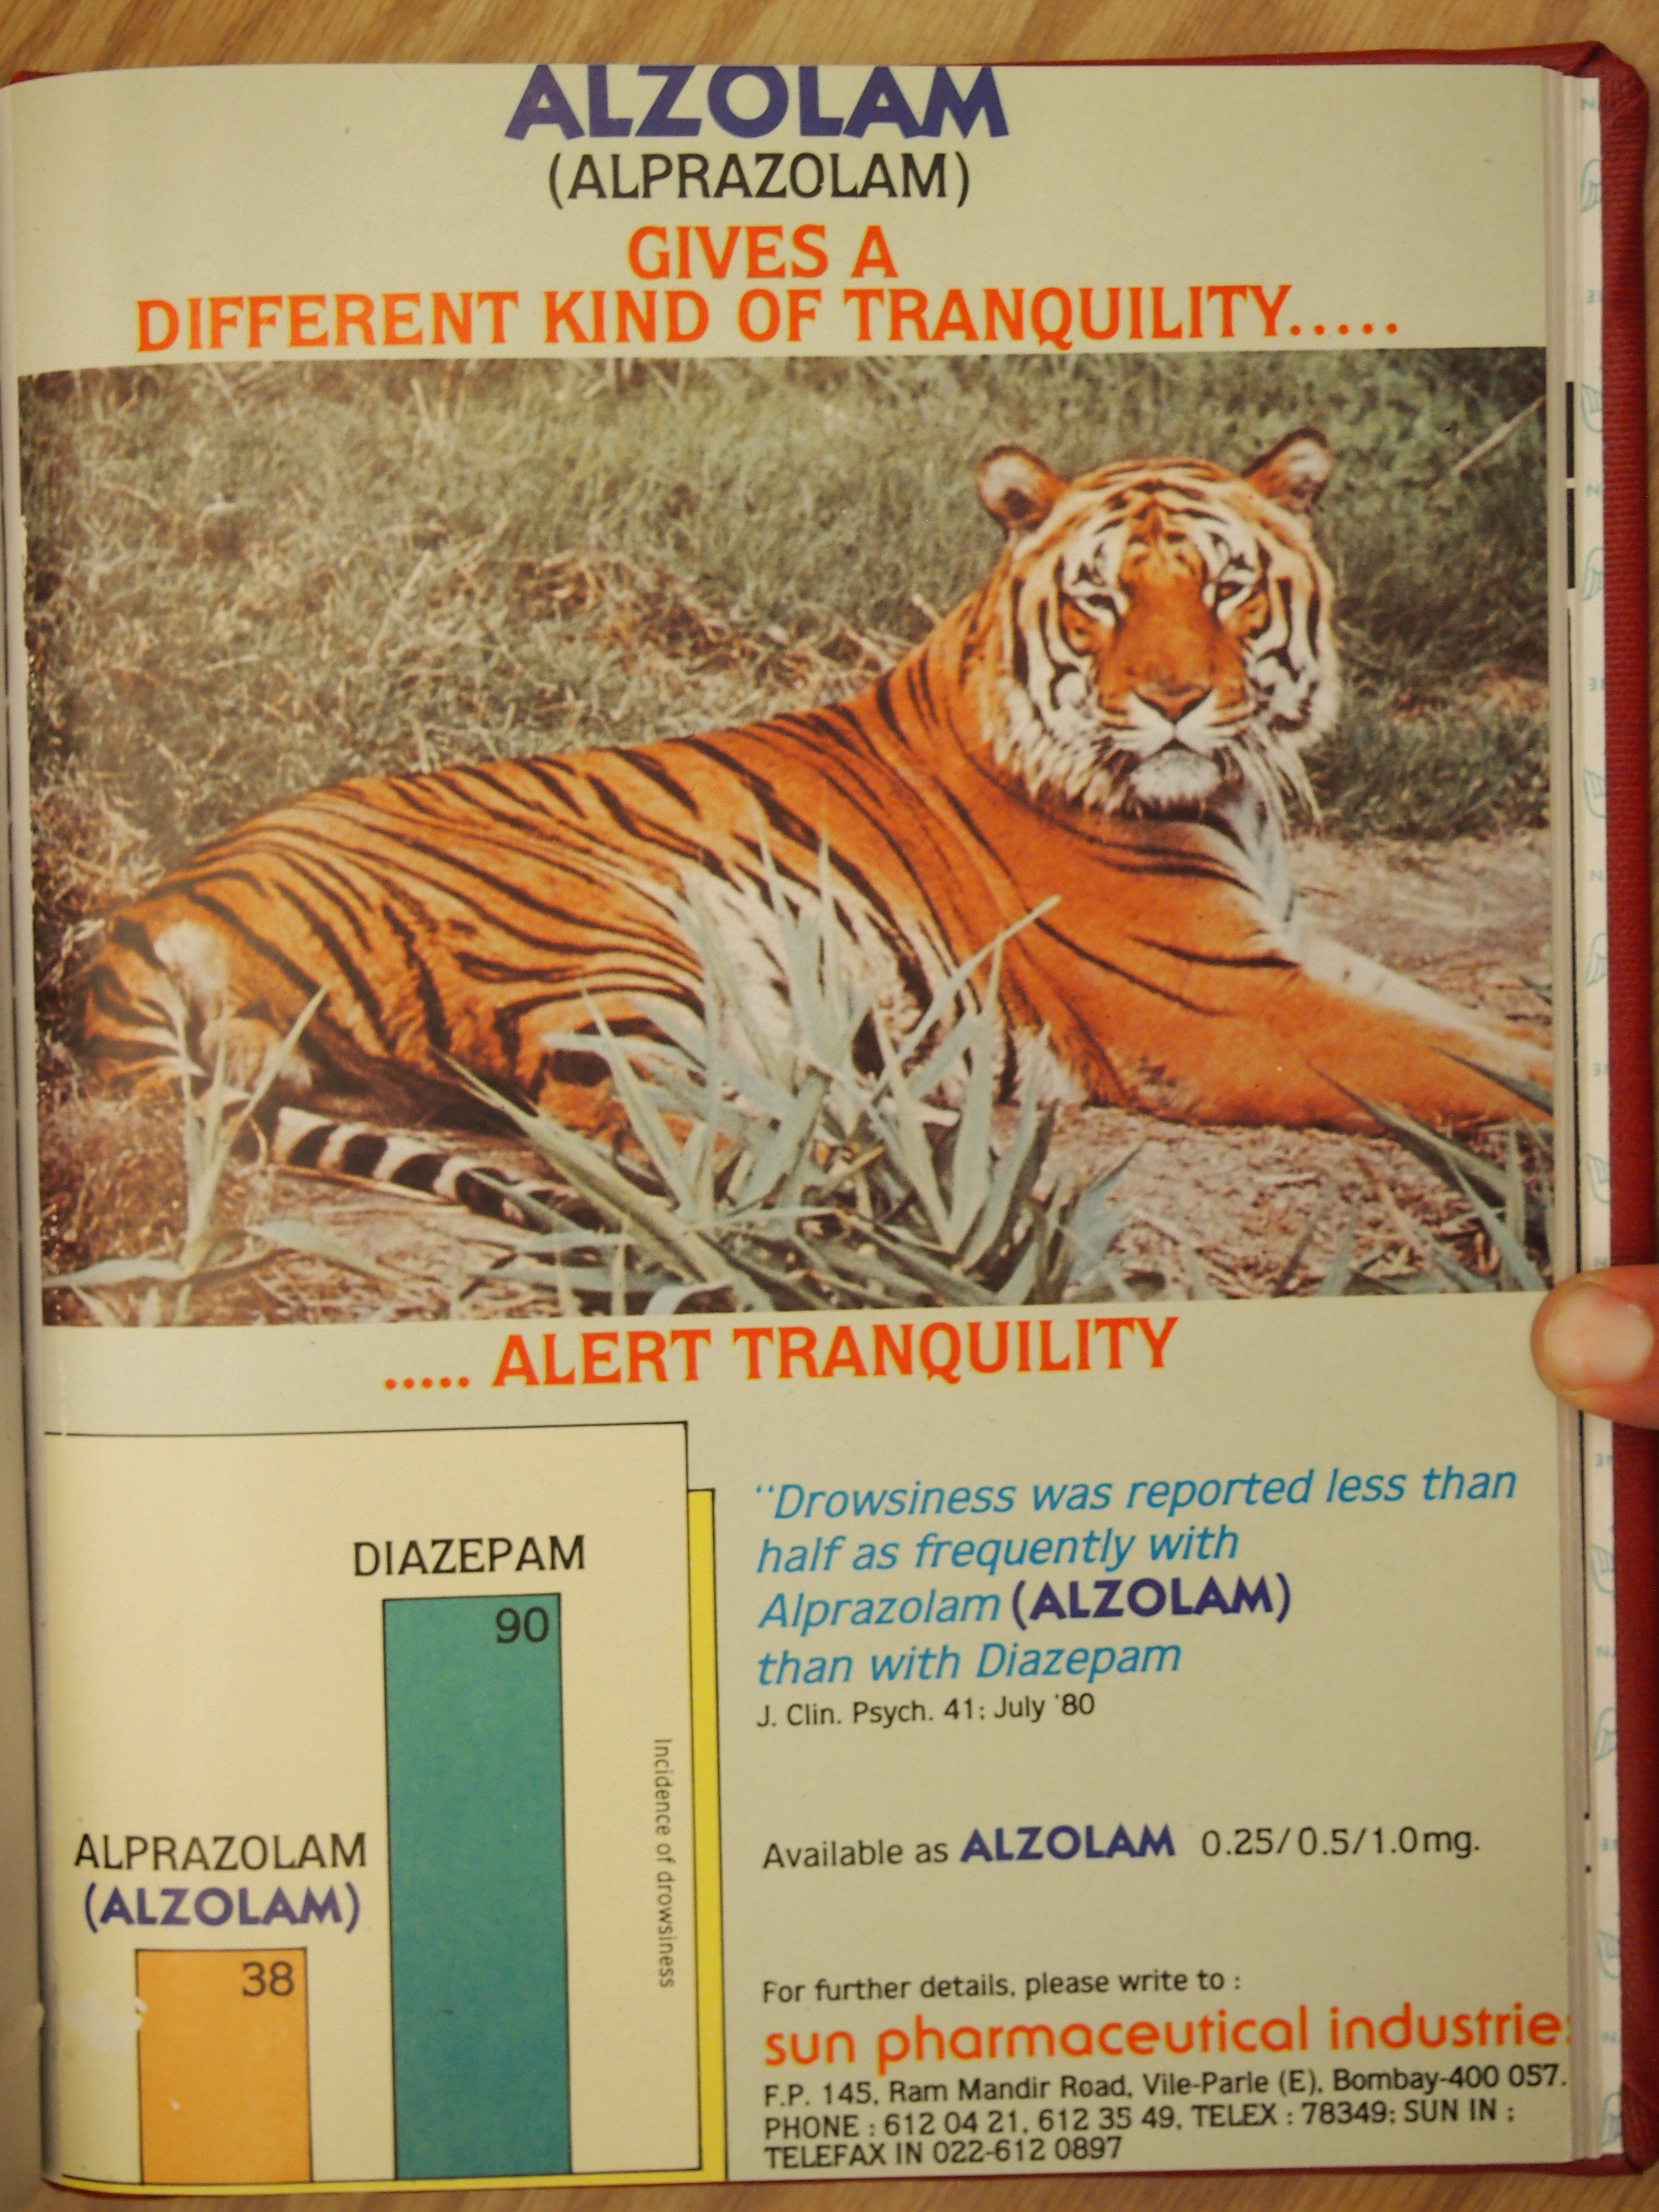 ALZOLAM
(ALPRAZOLAM)
GIVES A
DIFFERENT KIND OF TRANQUILITY.....
..... ALERT TRANQUILITY
DIAZEPAM
90
ALPRAZOLAM
(ALZOLAM)
38
Incidence of drowsiness
“Drowsiness was reported less than
half as frequently with
Alprazolam (ALZOLAM)
than with Diazepam
J. Clin. Psych. 41: July '80
Available as ALZOLAM 0.25/0.5/1.0mg.
For further details, please write to :
sun pharmaceutical industrie
F.P. 145, Ram Mandir Road, Vile-Parle (E), Bombay-400 057.
PHONE : 612 04 21, 612 35 49, TELEX : 78349: SUN IN :
TELEFAX IN 022-612 0897